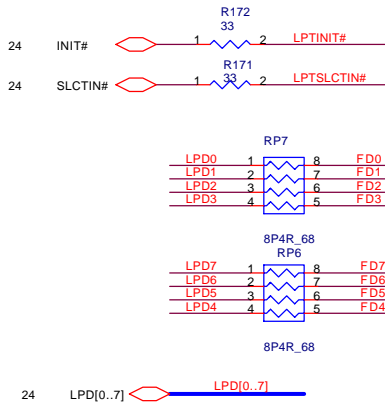 R172
33
24 INIT# 1 2 LPTINIT#
R171
33
24 SLCTIN# 1 2 LPTSLCTIN#
RP7
LPD0 1 8 FD0
LPD1 2 7 FD1
LPD2 3 6 FD2
LPD3 4 5 FD3
8P4R_68
RP6
LPD7 1 8 FD7
LPD6 2 7 FD6
LPD5 3 6 FD5
LPD4 4 5 FD4
8P4R_68
24 LPD[0..7] LPD[0..7]